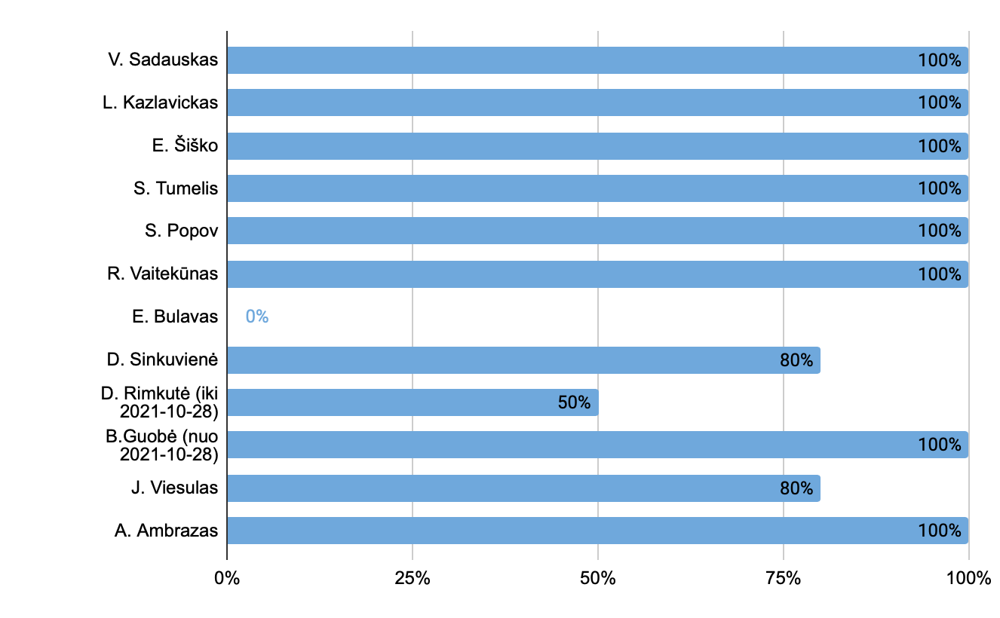 V. Sadauskas 100%
L. Kazlavickas 100%
E. Šiško 100%
S. Tumelis 100%
S. Popov 100%
R. Vaitekūnas 100%
E. Bulavas 0%
D. Sinkuvienė 80%
D. Rimkutė (iki
2021-10-28) 50%
B.Guobė (nuo
2021-10-28) 100%
J. Viesulas 80%
A. Ambrazas 100%
0% 25% 50% 75% 100%